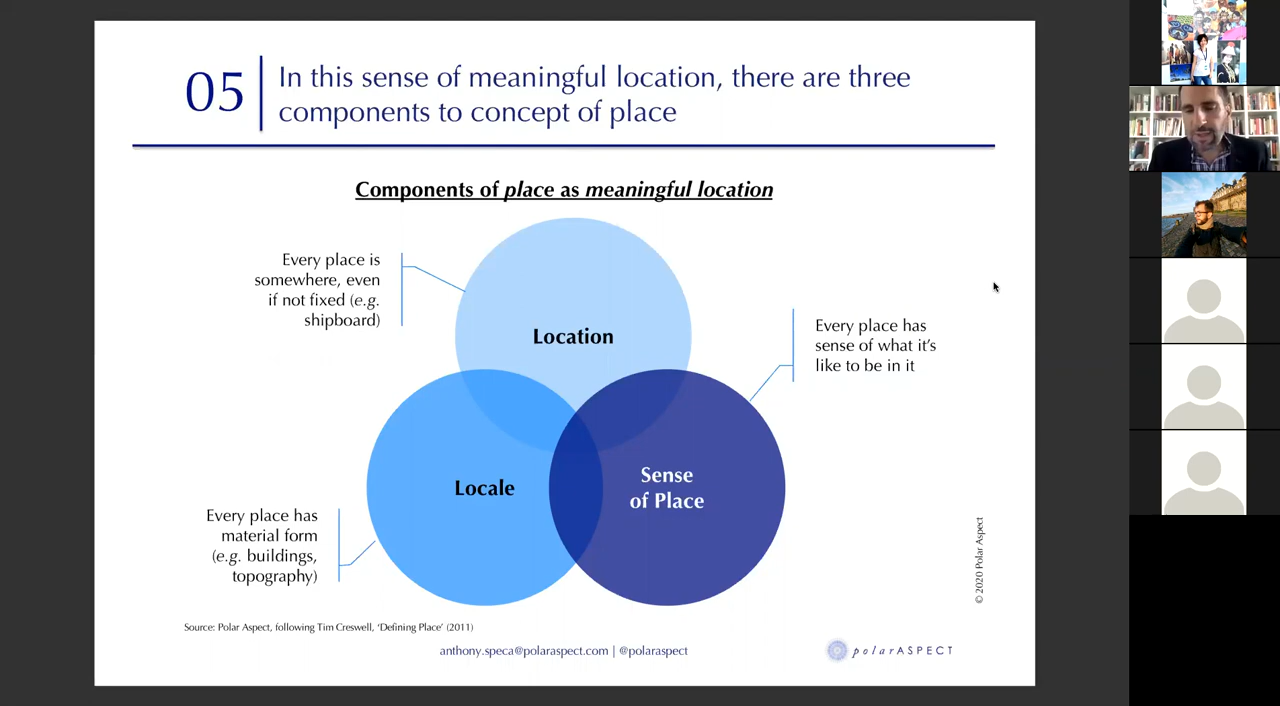 05
In this sense of meaningful location, there are three
components to concept of place
Components of place as meaningful location
Every place is
somewhere, even
if not fixed (e.g.
shipboard)
Location
Every place has
sense of what it's
like to be in it
Locale
Sense
of Place
Every place has
material form
(e.g. buildings,
topography)
© 2020 Polar Aspect
Source: Polar Aspect, following Tim Creswell, 'Defining Place' (2011)
anthony.speca@polaraspect.com | @polaraspect
polarASPECT